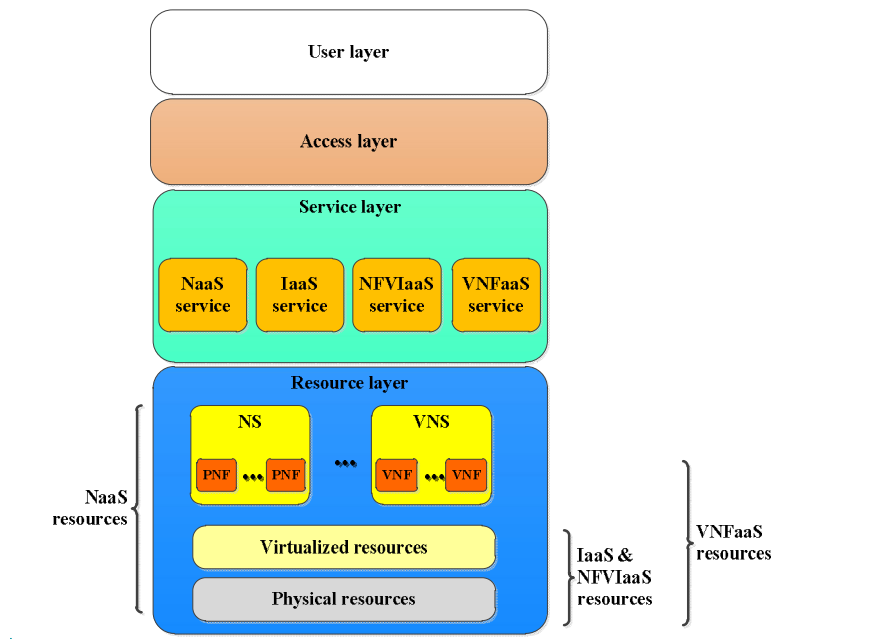 User layer
Access layer
Service layer
NaaS
service
IaaS
service
NFVIaaS
service
VNFaaS
service
Resource layer
NS
PNF ••• PNF
•••
VNS
VNF ••• VNF
NaaS
resources
Virtualized resources
Physical resources
IaaS &
NFVIaaS
resources
VNFaaS
resources